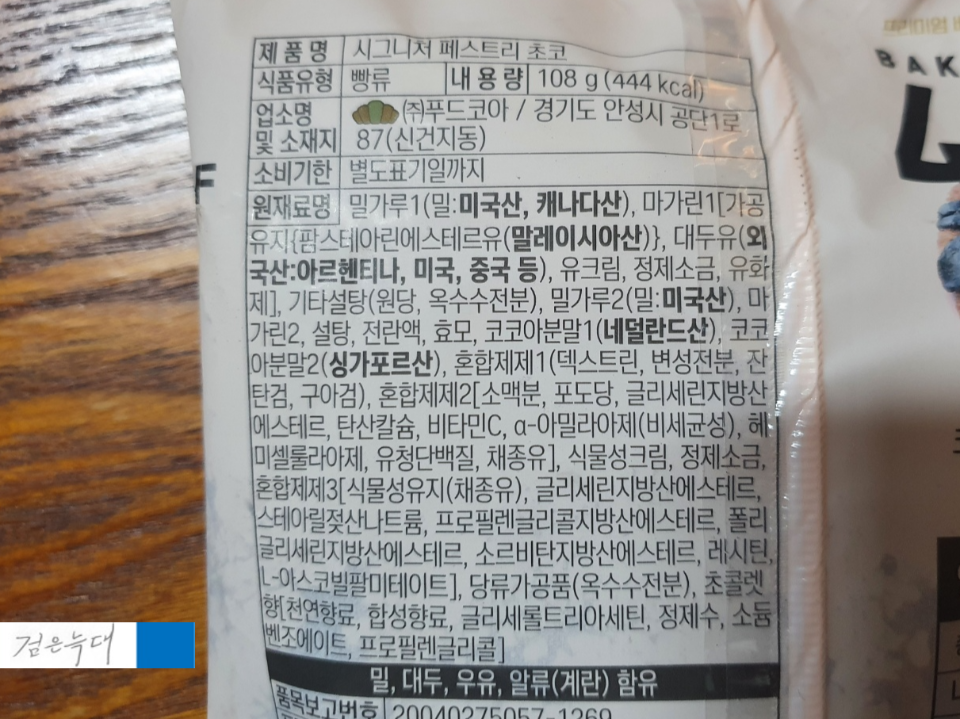 프리미엄
BAK
제 품 명 시그니처 페스트리 초코
식품유형 빵류 내 용 량 108 g (444 kcal)
업소명 및 소재지 ㈜푸드코아 / 경기도 안성시 공단1로
87(신건지동)
소비기한 별도표기일까지
원재료명 밀가루1(밀:미국산, 캐나다산), 마가린1[가공
유지{팜스테아린에스테르유(말레이시아산)}, 대두유(외
국산:아르헨티나, 미국, 중국 등), 유크림, 정제소금, 유화
제], 기타설탕(원당, 옥수수전분), 밀가루2(밀:미국산), 마
가린2, 설탕, 전란액, 효모, 코코아분말1(네덜란드산), 코코
아분말2(싱가포르산), 혼합제제1(덱스트린, 변성전분, 잔
탄검, 구아검), 혼합제제2[소맥분, 포도당, 글리세린지방산
에스테르, 탄산칼슘, 비타민C, α-아밀라아제(비세균성), 헤
미셀룰라아제, 유청단백질, 채종유], 식물성크림, 정제소금,
혼합제제3[식물성유지(채종유), 글리세린지방산에스테르,
스테아릴젖산나트륨, 프로필렌글리콜지방산에스테르, 폴리
글리세린지방산에스테르, 소르비탄지방산에스테르, 레시틴,
L-아스코빌팔미테이트], 당류가공품(옥수수전분), 초콜렛
향[천연향료, 합성향료, 글리세롤트리아세틴, 정제수, 소듐
벤조에이트, 프로필렌글리콜]
밀, 대두, 우유, 알류(계란) 함유
품목보고번호 20040275057-1269
검은늑대
F